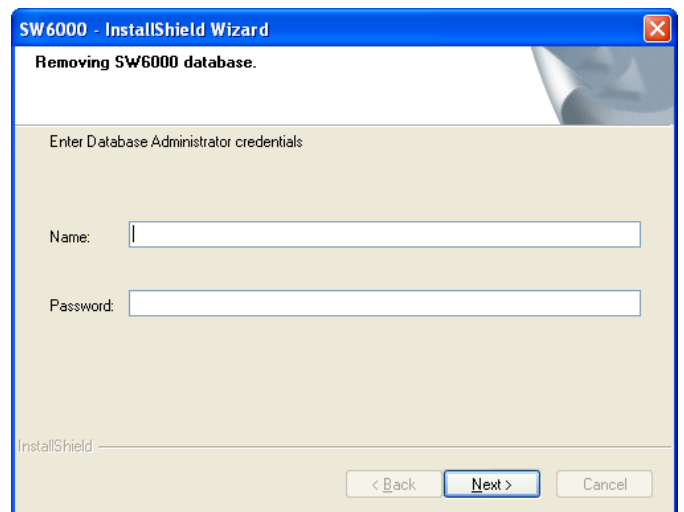 SW6000 - InstallShield Wizard
Removing SW6000 database.
Enter Database Administrator credentials
Name:
Password:
InstallShield
< Back Next > Cancel